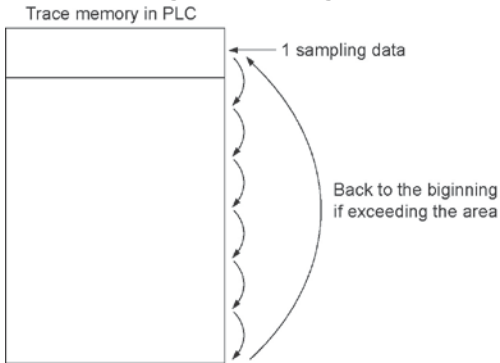 Trace memory in PLC
1 sampling data
Back to the biginning
if exceeding the area